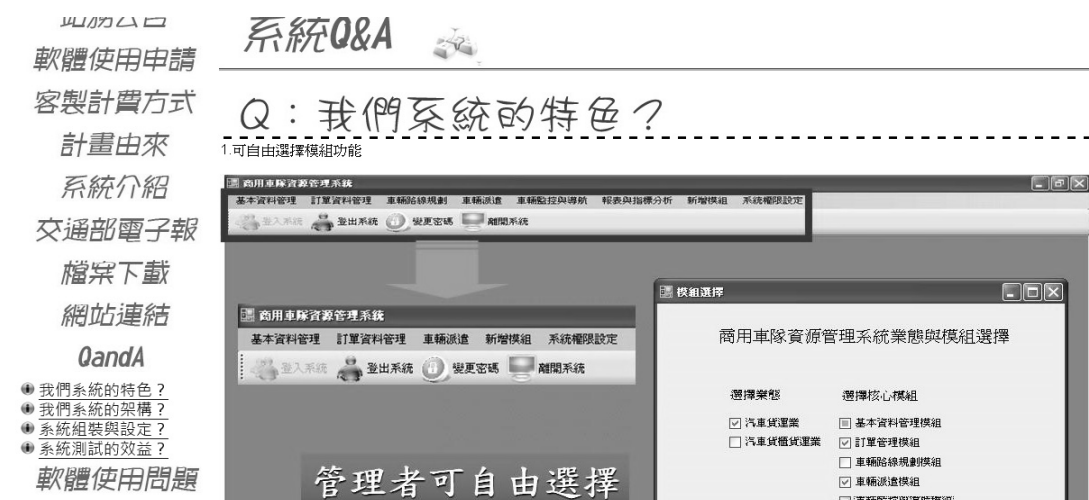 站務公告
軟體使用申請
客製計費方式
計畫由來
系統介紹
交通部電子報
檔案下載
網站連結
QandA
我們系統的特色？
我們系統的架構？
系統組裝與設定？
系統測試的效益？
軟體使用問題
系統Q&A
Q：我們系統的特色？
1.可自由選擇模組功能
商用車隊資源管理系統
基本資料管理 訂單資料管理 車輛路線規劃 車輛派遣 車輛監控與導航 報表與指標分析 新增模組 系統權限設定
登入系統 登出系統 變更密碼 離開系統
商用車隊資源管理系統
基本資料管理 訂單資料管理 車輛派遣 新增模組 系統權限設定
登入系統 登出系統 變更密碼 離開系統
管理者可自由選擇
模組選擇
商用車隊資源管理系統業態與模組選擇
選擇業態
汽車貨運業
汽車貨櫃貨運業
選擇核心模組
基本資料管理模組
訂單管理模組
車輛路線規劃模組
車輛派遣模組